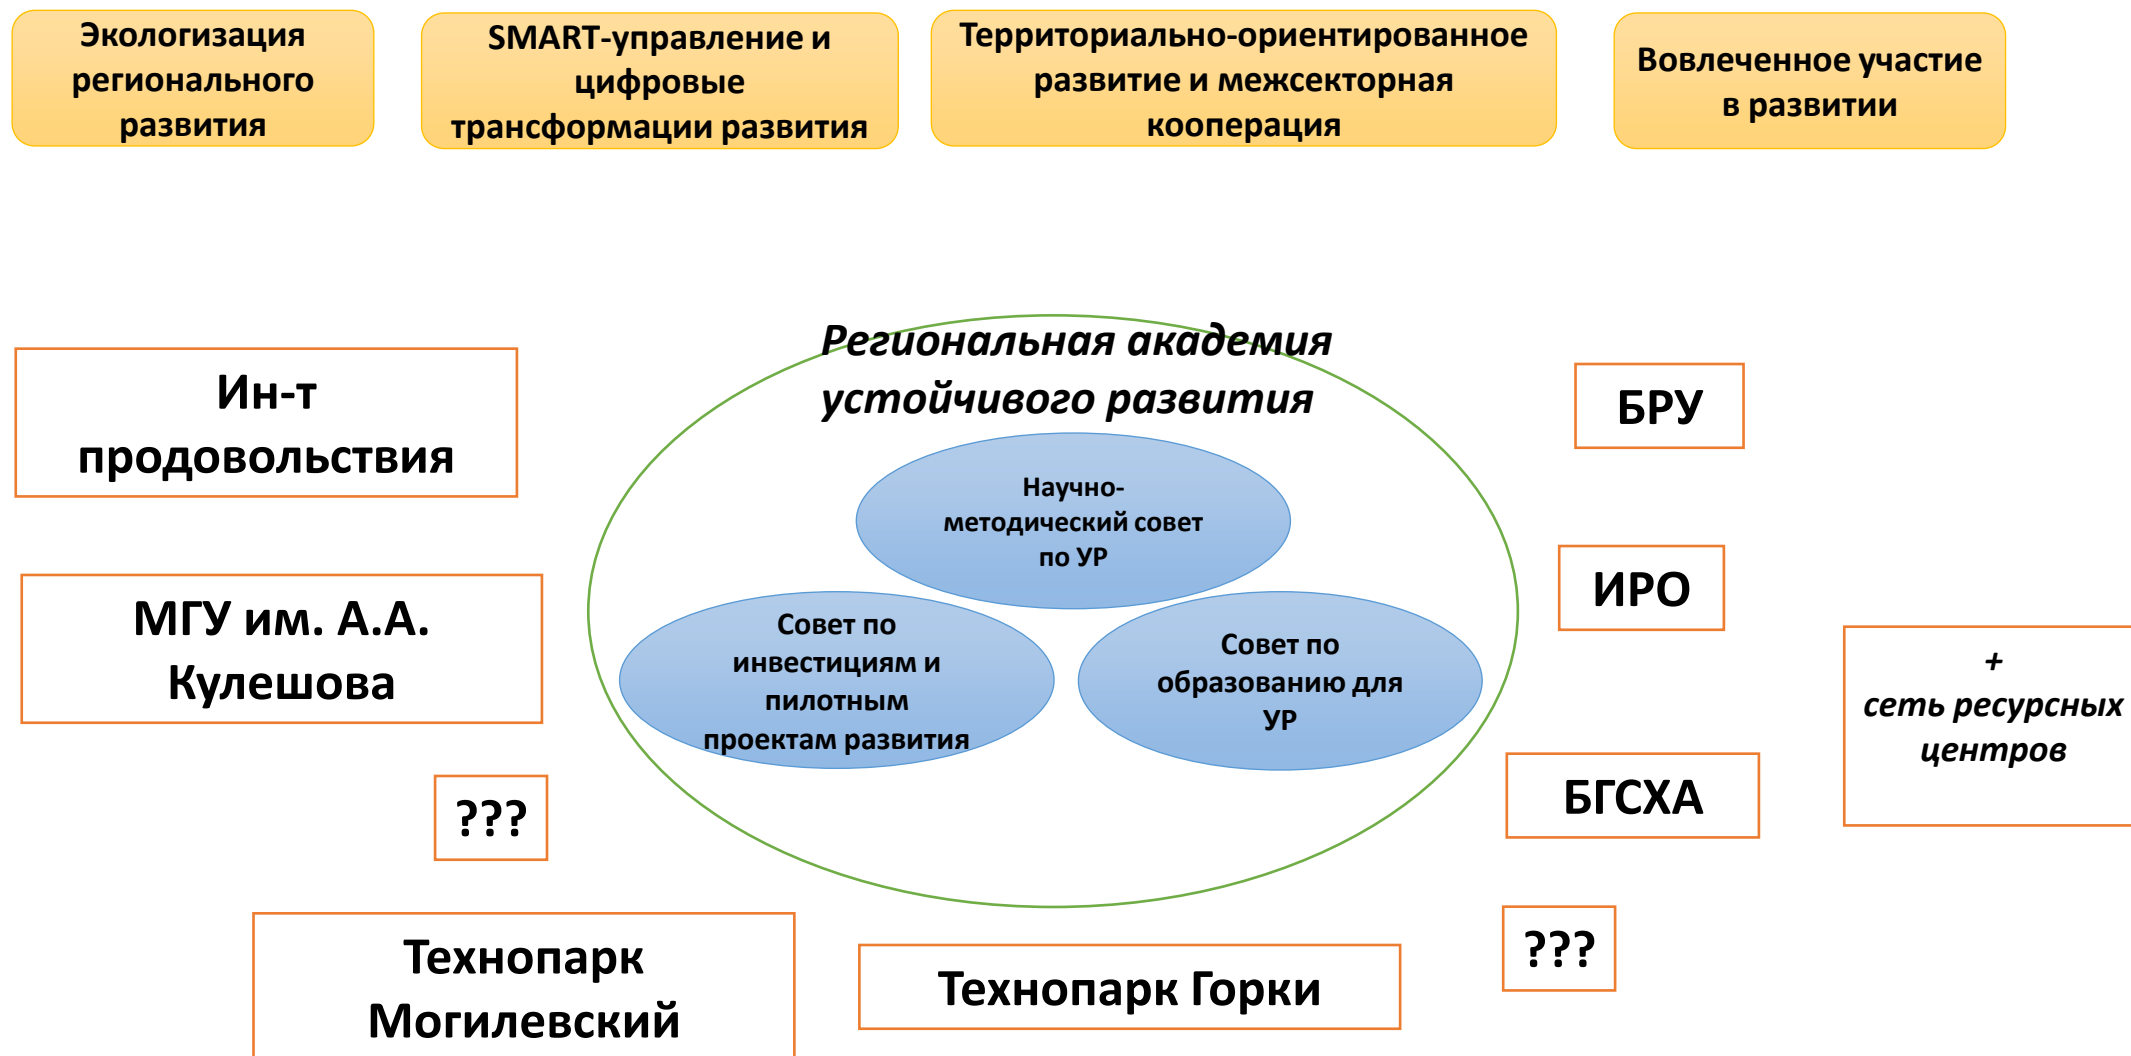 Экологизация
регионального
развития
SMART-управление и
цифровые
трансформации развития
Территориально-ориентированное
развитие и межсекторная
кооперация
Вовлеченное участие
в развитии
Региональная академия
устойчивого развития
Ин-т
продовольствия
БРУ
Научно-
методический совет
по УР
МГУ им. А.А.
Кулешова
Совет по
инвестициям и
пилотным
проектам развития
Совет по
образованию для
УР
ИРО
+
сеть ресурсных
центров
???
БГСХА
Технопарк
Могилевский
Технопарк Горки
???